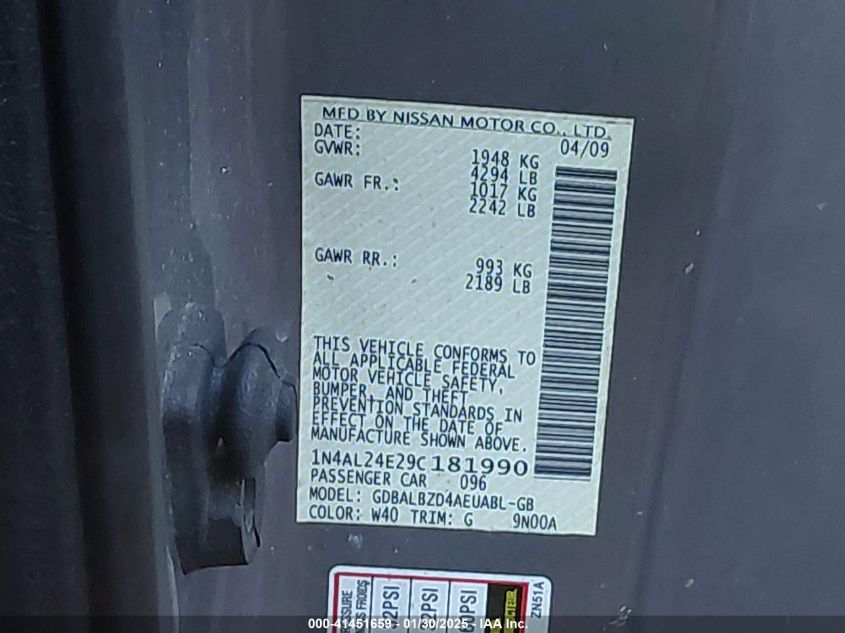 MFD BY NISSAN MOTOR CO., LTD.
DATE: 04/09
GVWR: 1948 KG
4294 LB
GAWR FR.: 1017 KG
2242 LB
GAWR RR.: 993 KG
2189 LB
THIS VEHICLE CONFORMS TO
ALL APPLICABLE FEDERAL
MOTOR VEHICLE SAFETY,
BUMPER, AND THEFT
PREVENTION STANDARDS IN
EFFECT ON THE DATE OF
MANUFACTURE SHOWN ABOVE.
1N4AL24E29C181990
PASSENGER CAR 096
MODEL: GDBALBZD4AEUABL-GB
COLOR: W40 TRIM: G 9N00A
PSI
PSI
PSI
ZN51A
000-41451659 - 01/30/2025 - IAA Inc.